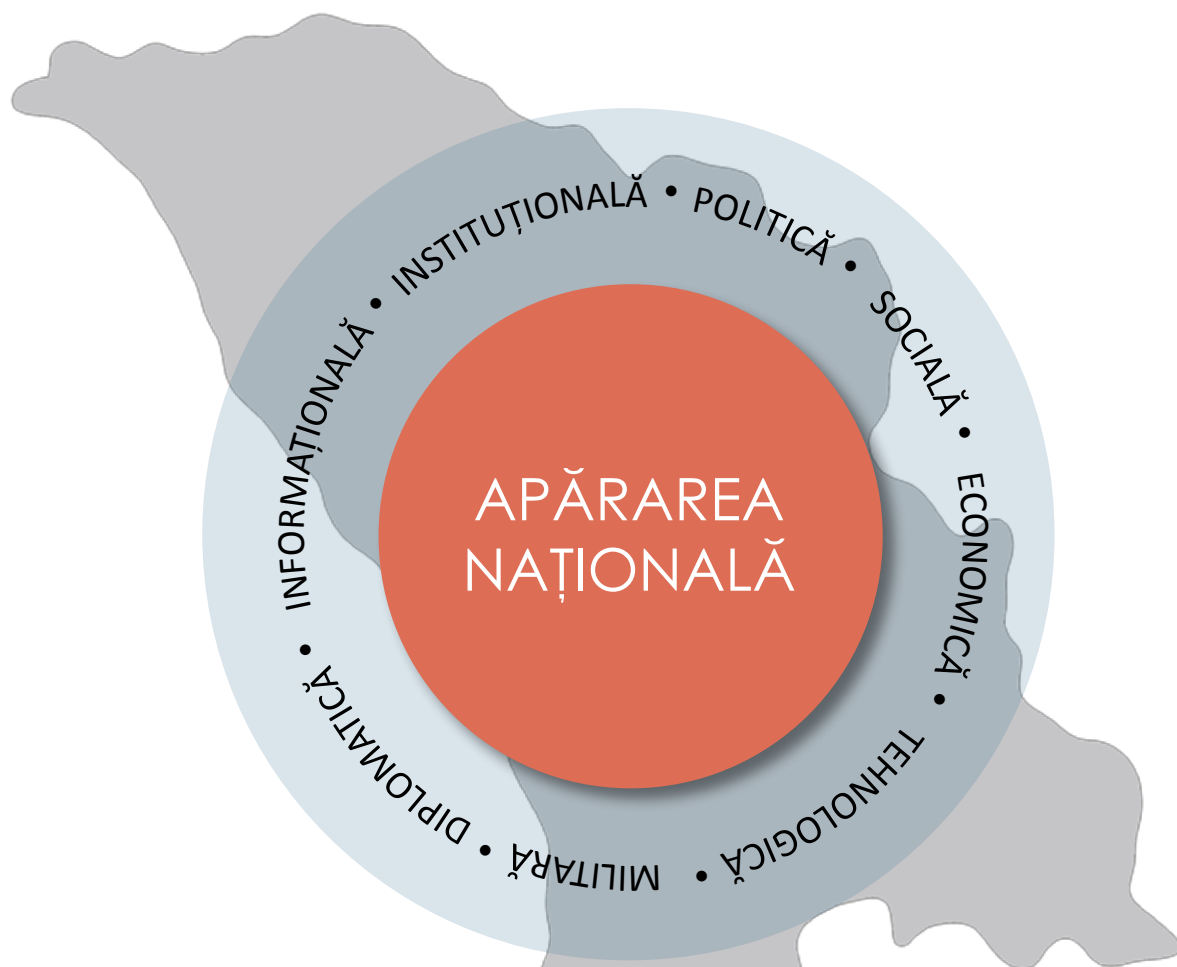 INSTITUȚIONALĂ • POLITICĂ • SOCIALĂ • ECONOMICĂ • TEHNOLOGICĂ • MILITARĂ • DIPLOMATICĂ • INFORMAȚIONALĂ •
APĂRAREA
NAȚIONALĂ